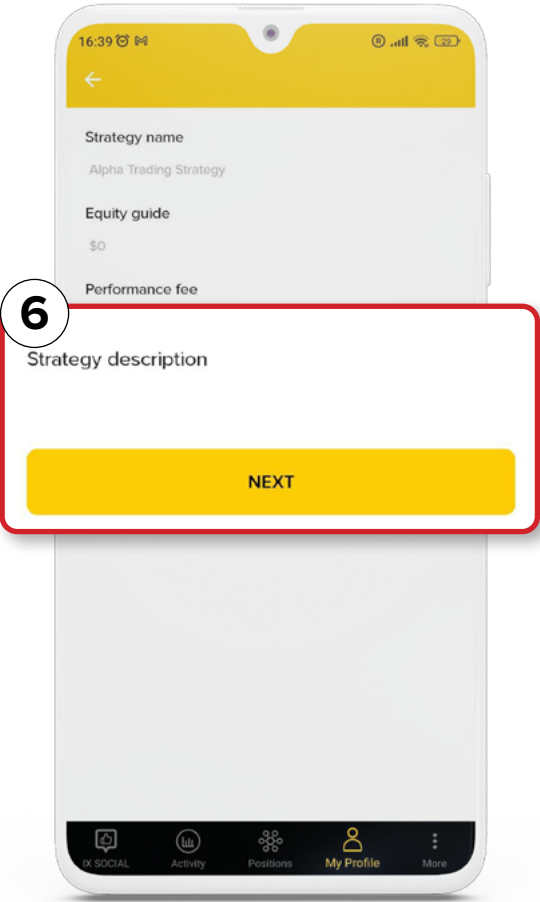 16:39
R 29
Strategy name
Alpha Trading Strategy
Equity guide
$0
Performance fee
6
Strategy description
NEXT
IX SOCIAL Activity Positions My Profile More